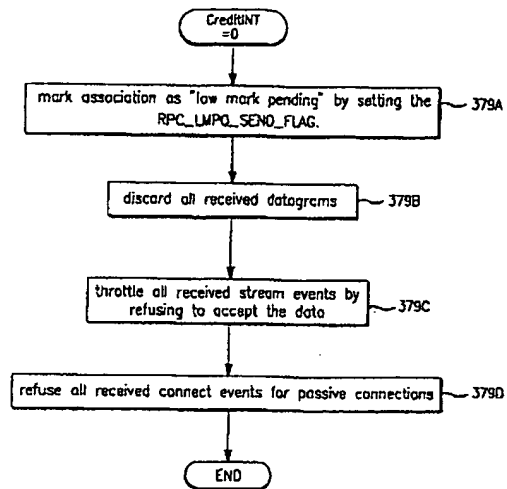 CreditINT
=0
mark association as "low mark pending" by setting the
RPC_LMPQ_SEND_FLAG.
379A
discard all received datagrams
379B
throttle all received stream events by
refusing to accept the data
379C
refuse all received connect events for passive connections
379D
END